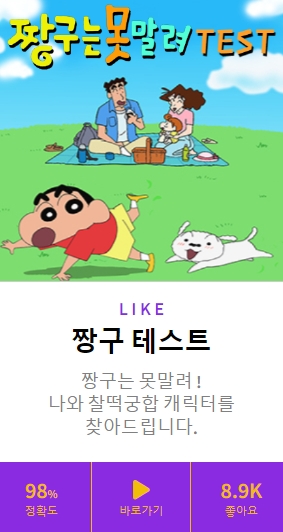 짱구는못말려 TEST
LIKE
짱구 테스트
짱구는 못말려 !
나와 찰떡궁합 캐릭터를
찾아드립니다.
98%
정확도
바로가기
8.9K
좋아요